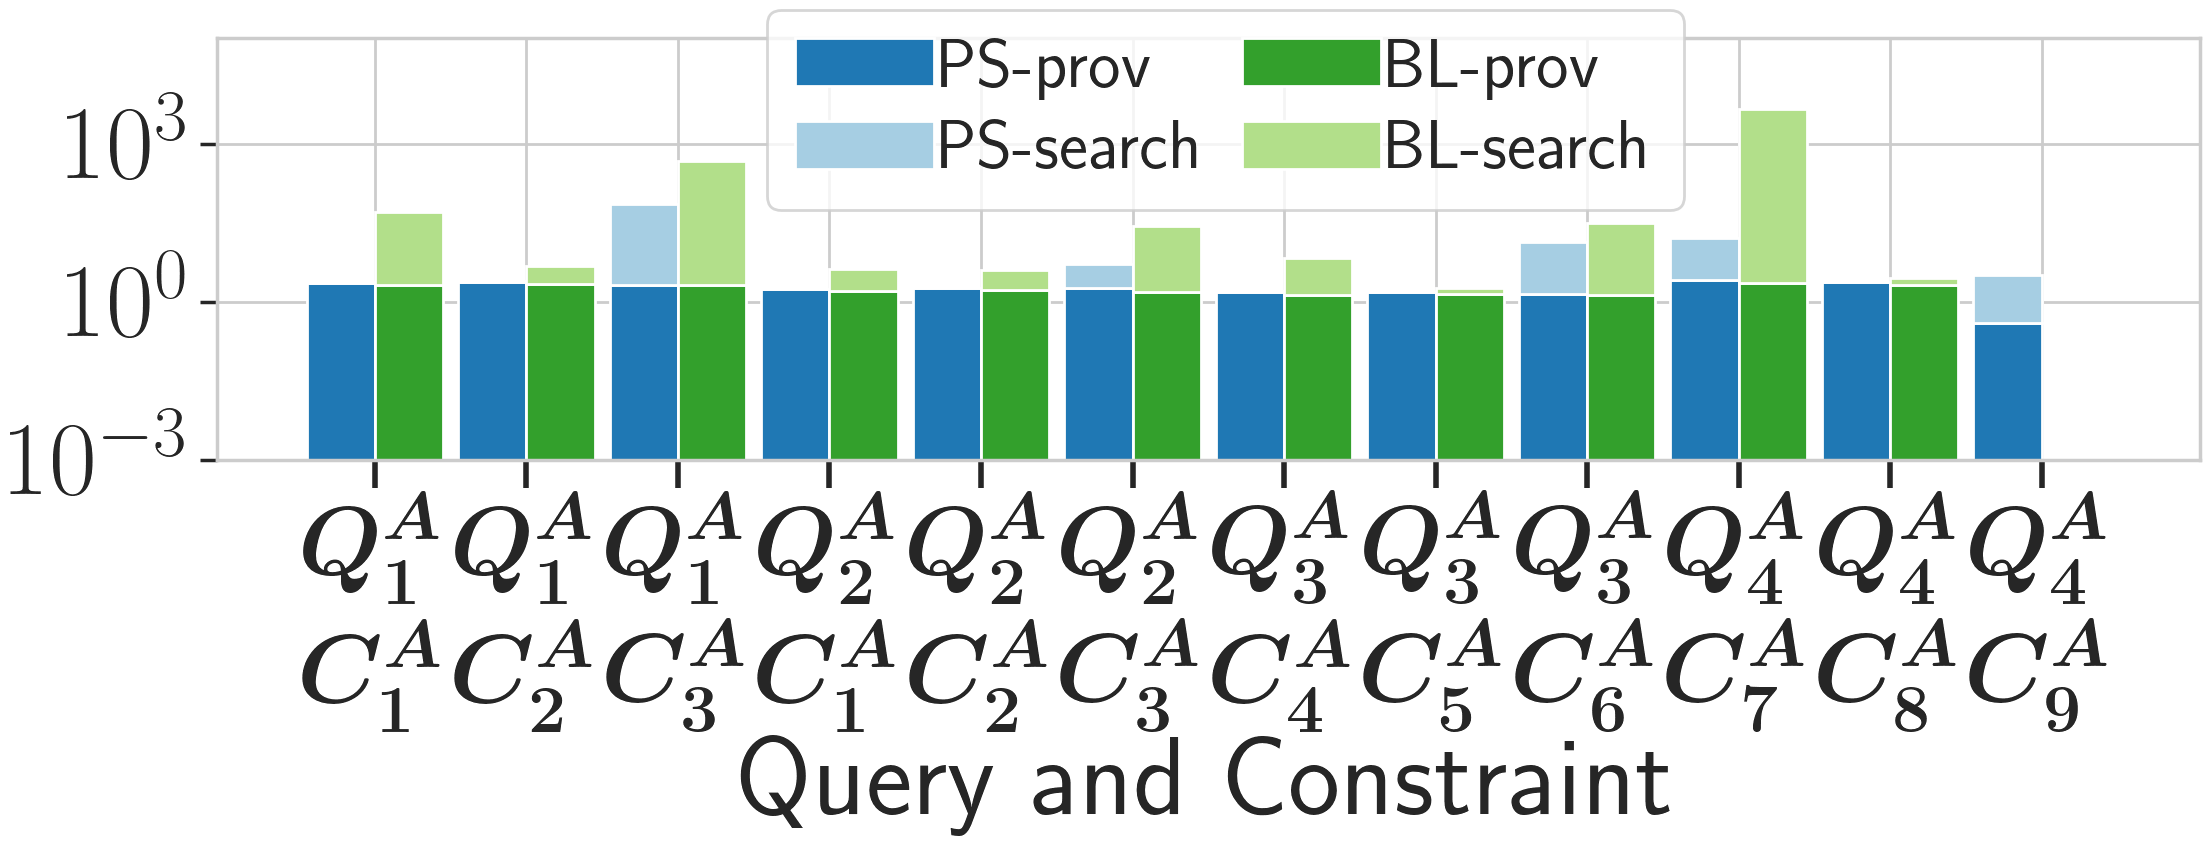 PS-prov BL-prov
PS-search BL-search
10^3
10^0
10^−3
Q_1^A Q_1^A Q_1^A Q_2^A Q_2^A Q_2^A Q_3^A Q_3^A Q_3^A Q_4^A Q_4^A Q_4^A
C_1^A C_2^A C_3^A C_1^A C_2^A C_3^A C_4^A C_5^A C_6^A C_7^A C_8^A C_9^A
Query and Constraint